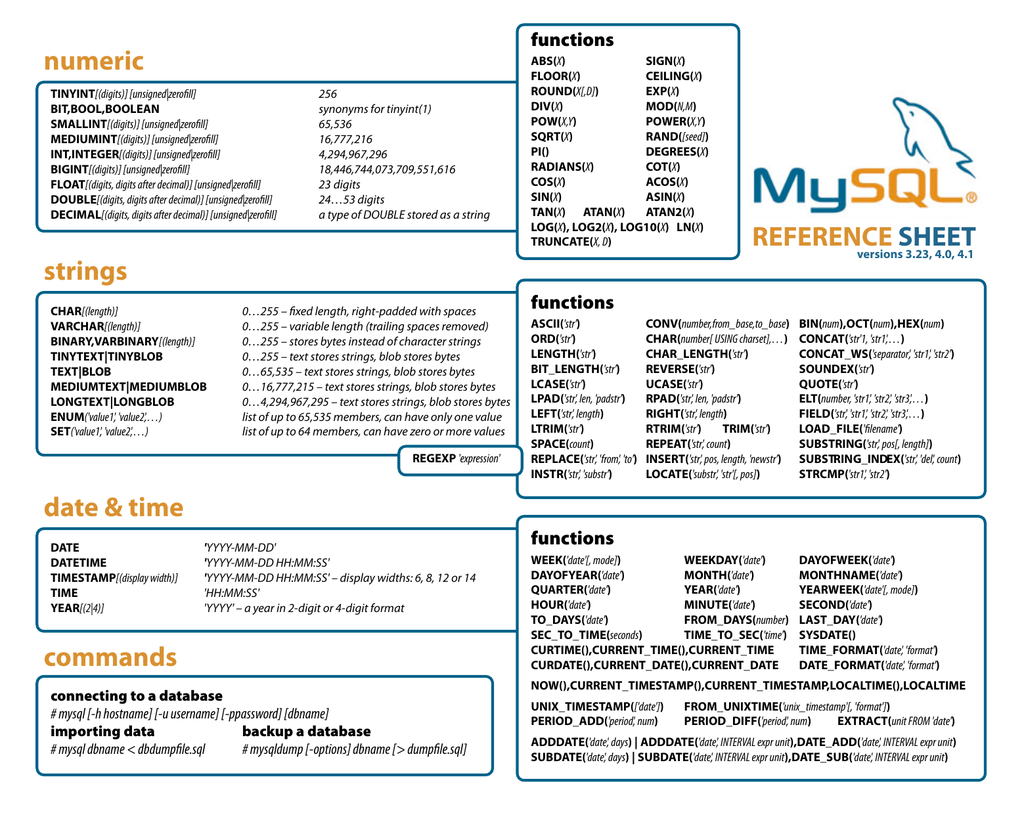 numeric
TINYINT[(digits)] [unsigned|zerofill] 256
BIT,BOOL,BOOLEAN synonyms for tinyint(1)
SMALLINT[(digits)] [unsigned|zerofill] 65,536
MEDIUMINT[(digits)] [unsigned|zerofill] 16,777,216
INT,INTEGER[(digits)] [unsigned|zerofill] 4,294,967,296
BIGINT[(digits)] [unsigned|zerofill] 18,446,744,073,709,551,616
FLOAT[(digits, digits after decimal)] [unsigned|zerofill] 23 digits
DOUBLE[(digits, digits after decimal)] [unsigned|zerofill] 24…53 digits
DECIMAL[(digits, digits after decimal)] [unsigned|zerofill] a type of DOUBLE stored as a string
functions
ABS(X) SIGN(X)
FLOOR(X) CEILING(X)
ROUND(X[,D]) EXP(X)
DIV(X) MOD(N,M)
POW(X,Y) POWER(X,Y)
SQRT(X) RAND([seed])
PI() DEGREES(X)
RADIANS(X) COT(X)
COS(X) ACOS(X)
SIN(X) ASIN(X)
TAN(X) ATAN(X) ATAN2(X)
LOG(X), LOG2(X), LOG10(X) LN(X)
TRUNCATE(X, D)
MySQL®
REFERENCE SHEET
versions 3.23, 4.0, 4.1
strings
CHAR[(length)] 0…255 – fixed length, right-padded with spaces
VARCHAR[(length)] 0…255 – variable length (trailing spaces removed)
BINARY,VARBINARY[(length)] 0…255 – stores bytes instead of character strings
TINYTEXT|TINYBLOB 0…255 – text stores strings, blob stores bytes
TEXT|BLOB 0…65,535 – text stores strings, blob stores bytes
MEDIUMTEXT|MEDIUMBLOB 0…16,777,215 – text stores strings, blob stores bytes
LONGTEXT|LONGBLOB 0…4,294,967,295 – text stores strings, blob stores bytes
ENUM('value1', 'value2',…) list of up to 65,535 members, can have only one value
SET('value1', 'value2',…) list of up to 64 members, can have zero or more values
REGEXP 'expression'
functions
ASCII('str') CONV(number,from_base,to_base) BIN(num),OCT(num),HEX(num)
ORD('str') CHAR(number[ USING charset],…) CONCAT('str'1, 'str1',…)
LENGTH('str') CHAR_LENGTH('str') CONCAT_WS('separator', 'str1', 'str2')
BIT_LENGTH('str') REVERSE('str') SOUNDEX('str')
LCASE('str') UCASE('str') QUOTE('str')
LPAD('str', len, 'padstr') RPAD('str', len, 'padstr') ELT(number, 'str1', 'str2', 'str3',…)
LEFT('str', length) RIGHT('str', length) FIELD('str', 'str1', 'str2', 'str3',…)
LTRIM('str') RTRIM('str') TRIM('str') LOAD_FILE('filename')
SPACE(count) REPEAT('str', count) SUBSTRING('str', pos[, length])
REPLACE('str', 'from', 'to') INSERT('str', pos, length, 'newstr') SUBSTRING_INDEX('str', 'del', count)
INSTR('str', 'substr') LOCATE('substr', 'str'[, pos]) STRCMP('str1', 'str2')
date & time
DATE 'YYYY-MM-DD'
DATETIME 'YYYY-MM-DD HH:MM:SS'
TIMESTAMP[(display width)] 'YYYY-MM-DD HH:MM:SS' – display widths: 6, 8, 12 or 14
TIME 'HH:MM:SS'
YEAR[(2|4)] 'YYYY' – a year in 2-digit or 4-digit format
functions
WEEK('date'[, mode]) WEEKDAY('date') DAYOFWEEK('date')
DAYOFYEAR('date') MONTH('date') MONTHNAME('date')
QUARTER('date') YEAR('date') YEARWEEK('date'[, mode])
HOUR('date') MINUTE('date') SECOND('date')
TO_DAYS('date') FROM_DAYS(number) LAST_DAY('date')
SEC_TO_TIME(seconds) TIME_TO_SEC('time') SYSDATE()
CURTIME(),CURRENT_TIME(),CURRENT_TIME TIME_FORMAT('date', 'format')
CURDATE(),CURRENT_DATE(),CURRENT_DATE DATE_FORMAT('date', 'format')
NOW(),CURRENT_TIMESTAMP(),CURRENT_TIMESTAMP,LOCALTIME(),LOCALTIME
UNIX_TIMESTAMP(['date']) FROM_UNIXTIME('unix_timestamp'[, 'format'])
PERIOD_ADD('period', num) PERIOD_DIFF('period', num) EXTRACT(unit FROM 'date')
ADDDATE('date', days) | ADDDATE('date', INTERVAL expr unit),DATE_ADD('date', INTERVAL expr unit)
SUBDATE('date', days) | SUBDATE('date', INTERVAL expr unit),DATE_SUB('date', INTERVAL expr unit)
commands
connecting to a database
# mysql [-h hostname] [-u username] [-ppassword] [dbname]
importing data backup a database
# mysql dbname < dbdumpfile.sql # mysqldump [-options] dbname [> dumpfile.sql]